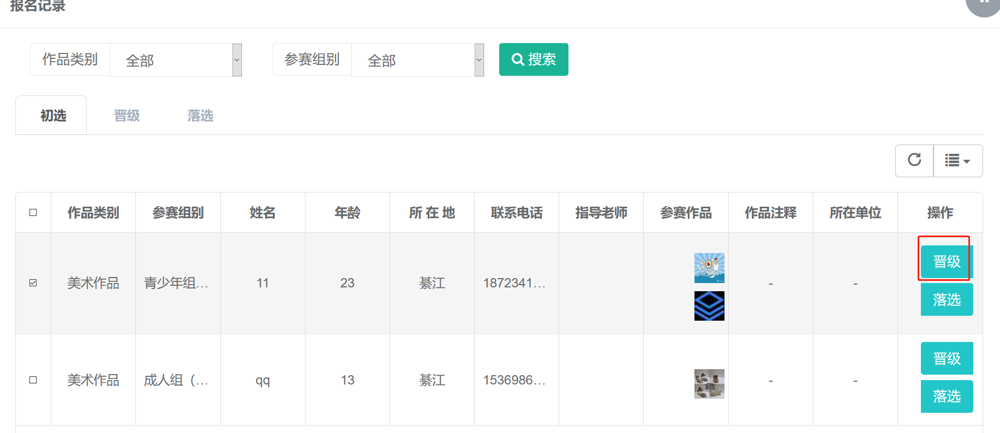 报名记录
作品类别 全部 参赛组别 全部 搜索
初选 晋级 落选
作品类别 参赛组别 姓名 年龄 所 在 地 联系电话 指导老师 参赛作品 作品注释 所在单位 操作
美术作品 青少年组… 11 23 綦江 1872341… - - 晋级
落选
美术作品 成人组（… qq 13 綦江 1536986… - - 晋级
落选